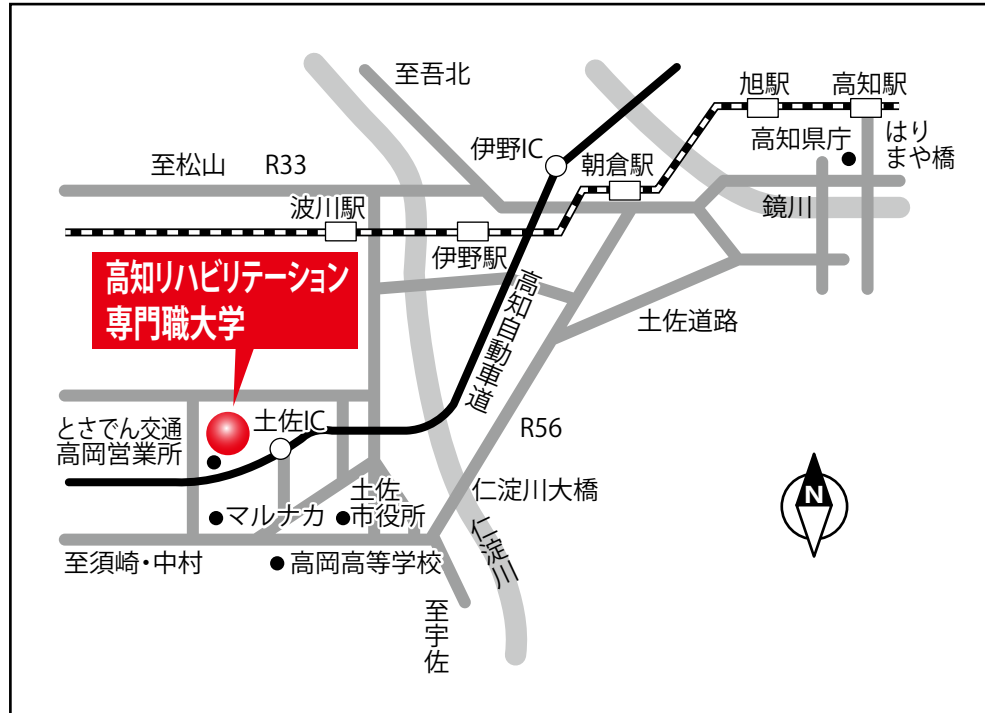 至吾北
旭駅
高知駅
高知県庁
はり
まや橋
伊野IC
朝倉駅
至松山 R33
波川駅
鏡川
伊野駅
高知リハビリテーション
専門職大学
高知自動車道
土佐道路
とさでん交通
高岡営業所
土佐IC
R56
土佐
市役所
仁淀川大橋
マルナカ
仁淀川
至須崎・中村
高岡高等学校
至宇佐
N